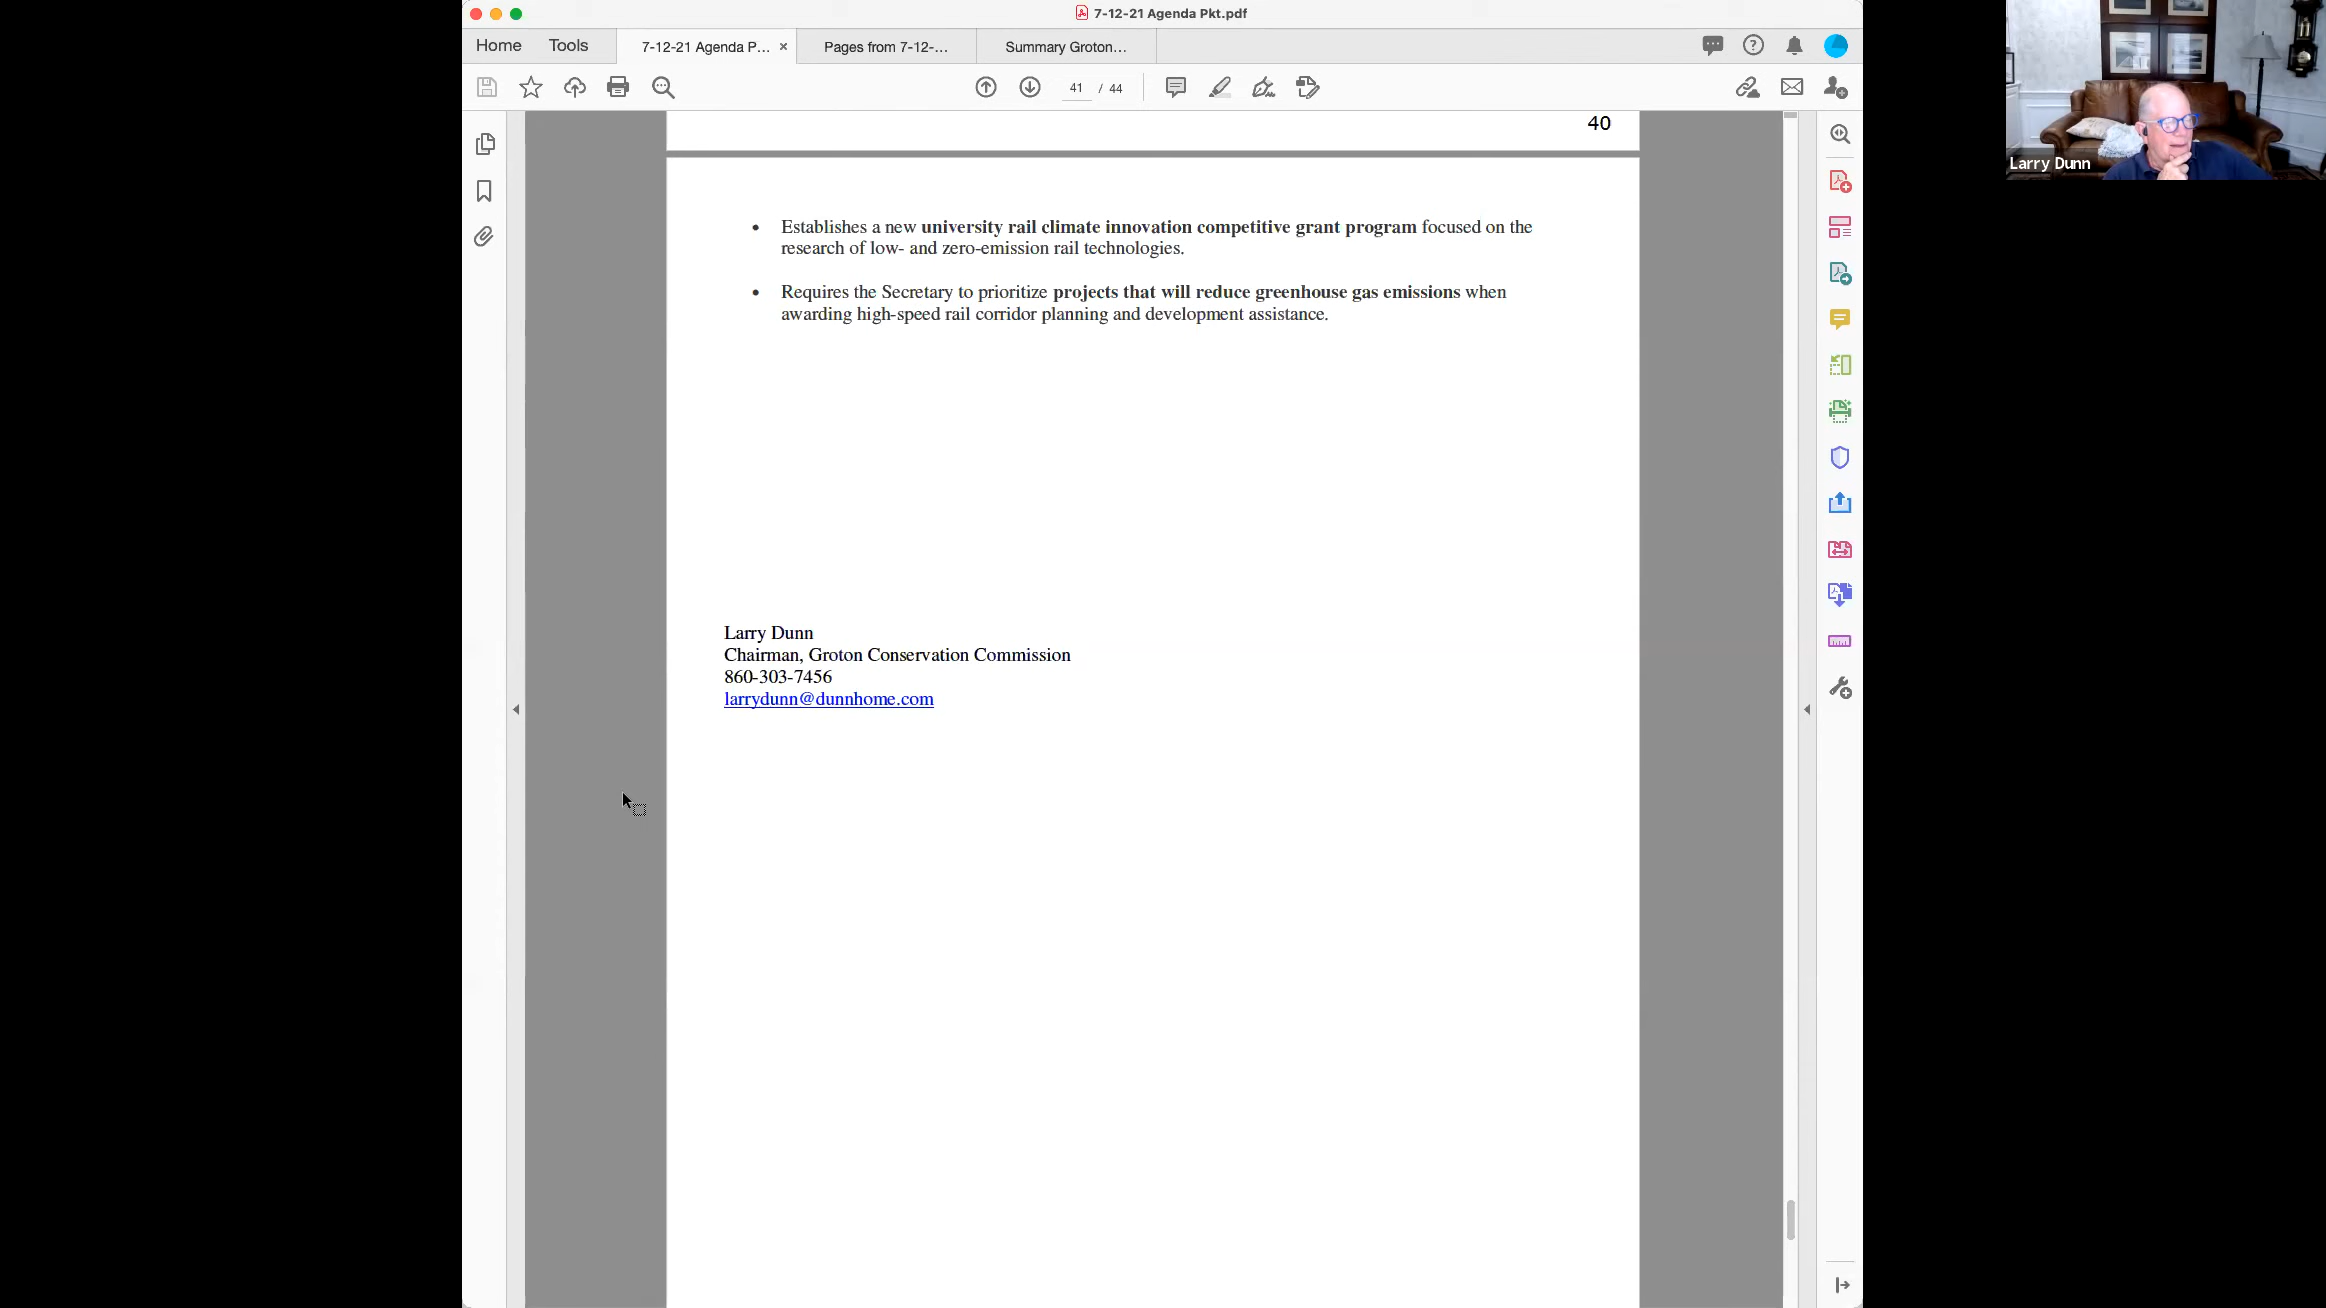 7-12-21 Agenda Pkt.pdf
Home Tools 7-12-21 Agenda P... × Pages from 7-12-... Summary Groton...
41 / 44
40
• Establishes a new university rail climate innovation competitive grant program focused on the
research of low- and zero-emission rail technologies.
• Requires the Secretary to prioritize projects that will reduce greenhouse gas emissions when
awarding high-speed rail corridor planning and development assistance.
Larry Dunn
Chairman, Groton Conservation Commission
860-303-7456
larrydunn@dunnhome.com
Larry Dunn